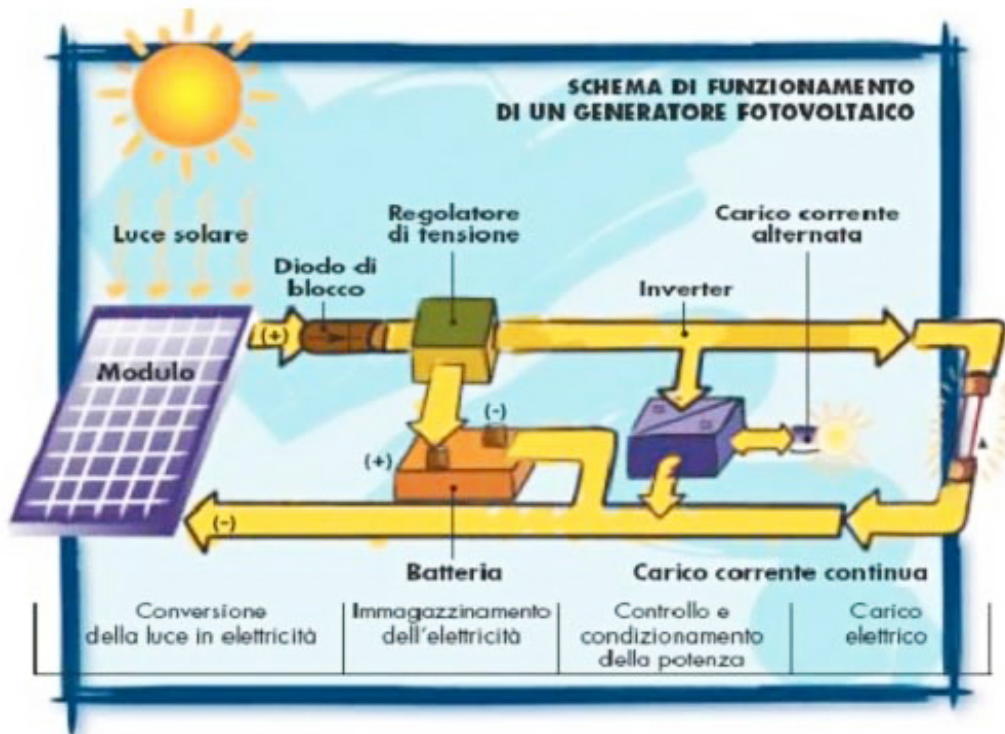 SCHEMA DI FUNZIONAMENTO
DI UN GENERATORE FOTOVOLTAICO
Luce solare
Regolatore
di tensione
Carico corrente
alternata
Diodo di
blocco
Inverter
(+)
Modulo
(-)
(+)
(-)
Batteria
Carico corrente continua
Conversione
della luce in elettricità
Immagazzinamento
dell'elettricità
Controllo e
condizionamento
della potenza
Carico
elettrico